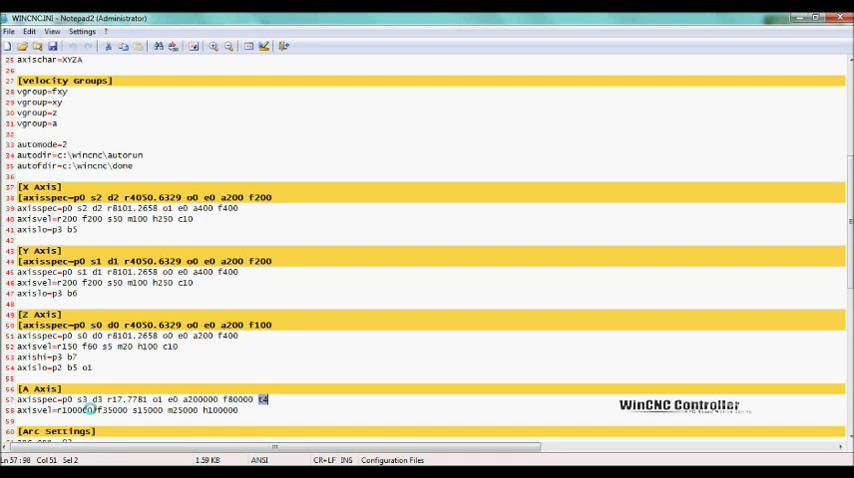 WINCNC.INI - Notepad2 (Administrator)
File Edit View Settings ?
25 axischar=XYZA
26
27 [Velocity Groups]
28 vgroup=fxy
29 vgroup=xy
30 vgroup=z
31 vgroup=a
32
33 automode=2
34 autodir=c:\wincnc\autorun
35 autofdir=c:\wincnc\done
36
37 [X Axis]
38 [axisspec=p0 s2 d2 r4050.6329 o0 e0 a200 f200
39 axisspec=p0 s2 d2 r8101.2658 o1 e0 a400 f400
40 axisvel=r200 f200 s50 m100 h250 c10
41 axislo=p3 b5
42
43 [Y Axis]
44 [axisspec=p0 s1 d1 r4050.6329 o0 e0 a200 f200
45 axisspec=p0 s1 d1 r8101.2658 o0 e0 a400 f400
46 axisvel=r200 f200 s50 m100 h250 c10
47 axislo=p3 b6
48
49 [Z Axis]
50 [axisspec=p0 s0 d0 r4050.6329 o0 e0 a200 f100
51 axisspec=p0 s0 d0 r8101.2658 o0 e0 a200 f400
52 axisvel=r150 f60 s5 m20 h100 c10
53 axishi=p3 b7
54 axislo=p2 b5 o1
55
56 [A Axis]
57 axisspec=p0 s3 d3 r17.7781 o1 e0 a200000 f80000 t4
58 axisvel=r100000 f35000 s15000 m25000 h100000
59
60 [Arc Settings]
WinCNC Controller
Ln 57 : 98 Col 51 Sel 2 1.59 KB ANSI CR+LF INS Configuration Files